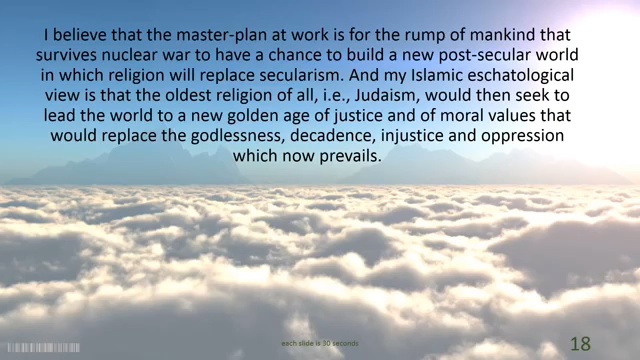 I believe that the master-plan at work is for the rump of mankind that
survives nuclear war to have a chance to build a new post-secular world
in which religion will replace secularism. And my Islamic eschatological
view is that the oldest religion of all, i.e., Judaism, would then seek to
lead the world to a new golden age of justice and of moral values that
would replace the godlessness, decadence, injustice and oppression
which now prevails.
each slide is 30 seconds
18